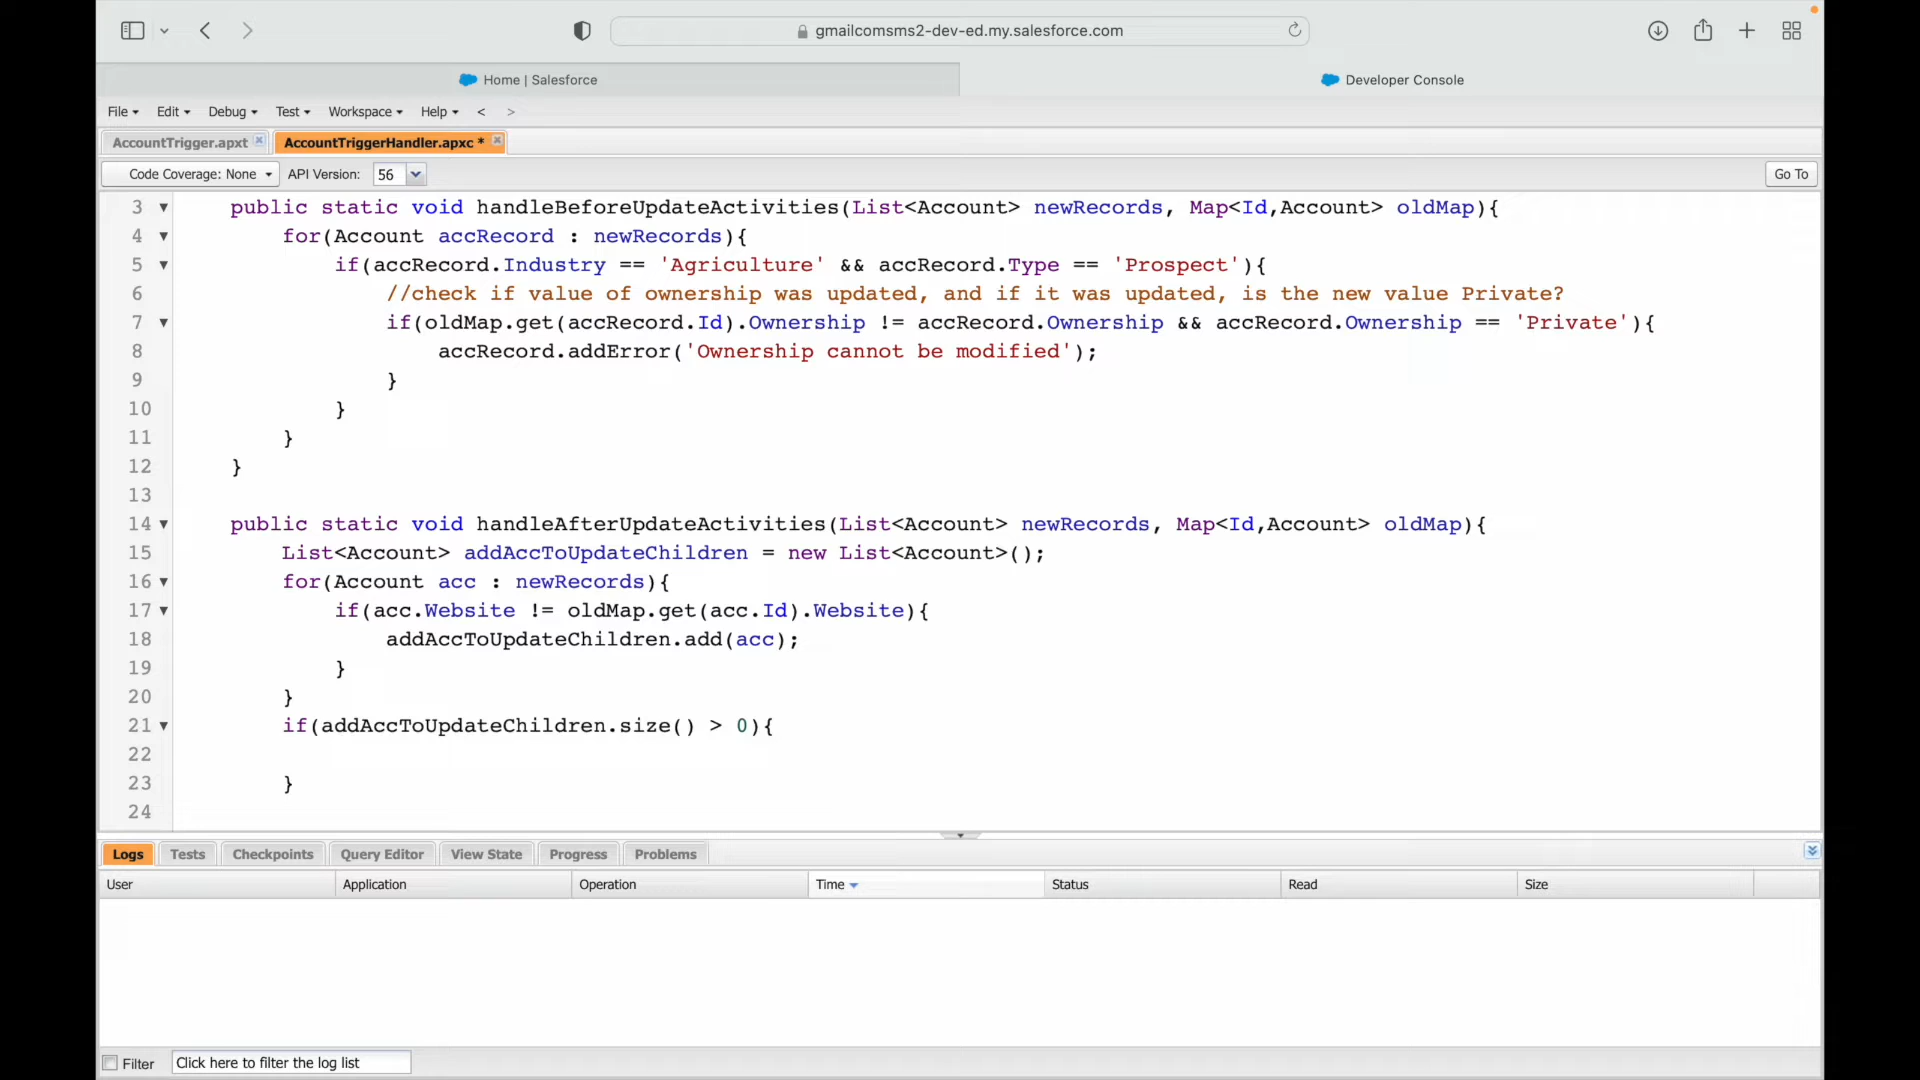 gmailcomsms2-dev-ed.my.salesforce.com
Home | Salesforce
Developer Console
File Edit Debug Test Workspace Help < >
AccountTrigger.apxt AccountTriggerHandler.apxc *
Code Coverage: None API Version: 56 Go To
3 public static void handleBeforeUpdateActivities(List<Account> newRecords, Map<Id,Account> oldMap){
4 for(Account accRecord : newRecords){
5 if(accRecord.Industry == 'Agriculture' && accRecord.Type == 'Prospect'){
6 //check if value of ownership was updated, and if it was updated, is the new value Private?
7 if(oldMap.get(accRecord.Id).Ownership != accRecord.Ownership && accRecord.Ownership == 'Private'){
8 accRecord.addError('Ownership cannot be modified');
9 }
10 }
11 }
12 }
13
14 public static void handleAfterUpdateActivities(List<Account> newRecords, Map<Id,Account> oldMap){
15 List<Account> addAccToUpdateChildren = new List<Account>();
16 for(Account acc : newRecords){
17 if(acc.Website != oldMap.get(acc.Id).Website){
18 addAccToUpdateChildren.add(acc);
19 }
20 }
21 if(addAccToUpdateChildren.size() > 0){
22
23 }
24
Logs Tests Checkpoints Query Editor View State Progress Problems
User Application Operation Time Status Read Size
Filter Click here to filter the log list